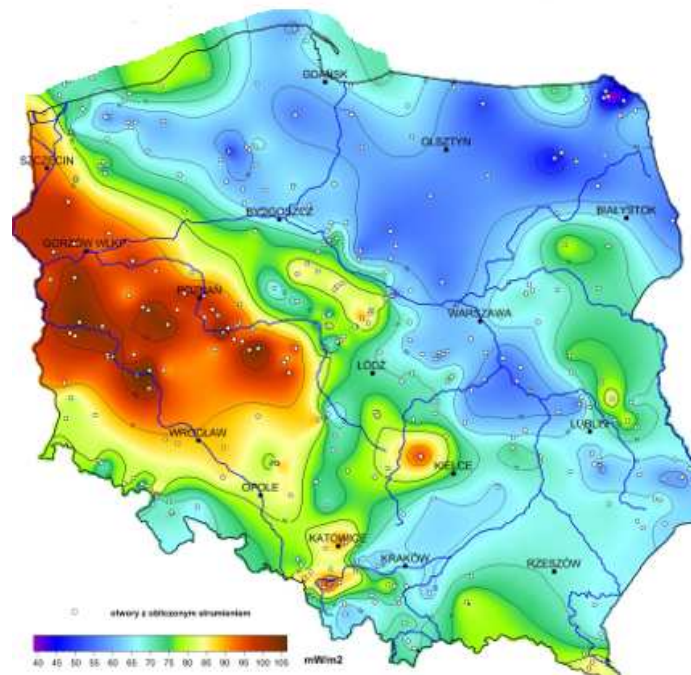 GDAŃSK
OLSZTYN
SZCZECIN
BYDGOSZCZ
BIAŁYSTOK
GORZÓW WLKP
POZNAŃ
WARSZAWA
ŁÓDŹ
WROCŁAW
LUBLIN
KIELCE
OPOLE
KATOWICE
KRAKÓW
RZESZÓW
otwory z obliczonym strumieniem
40 45 50 55 60 65 70 75 80 85 90 95 100 105
mW/m2